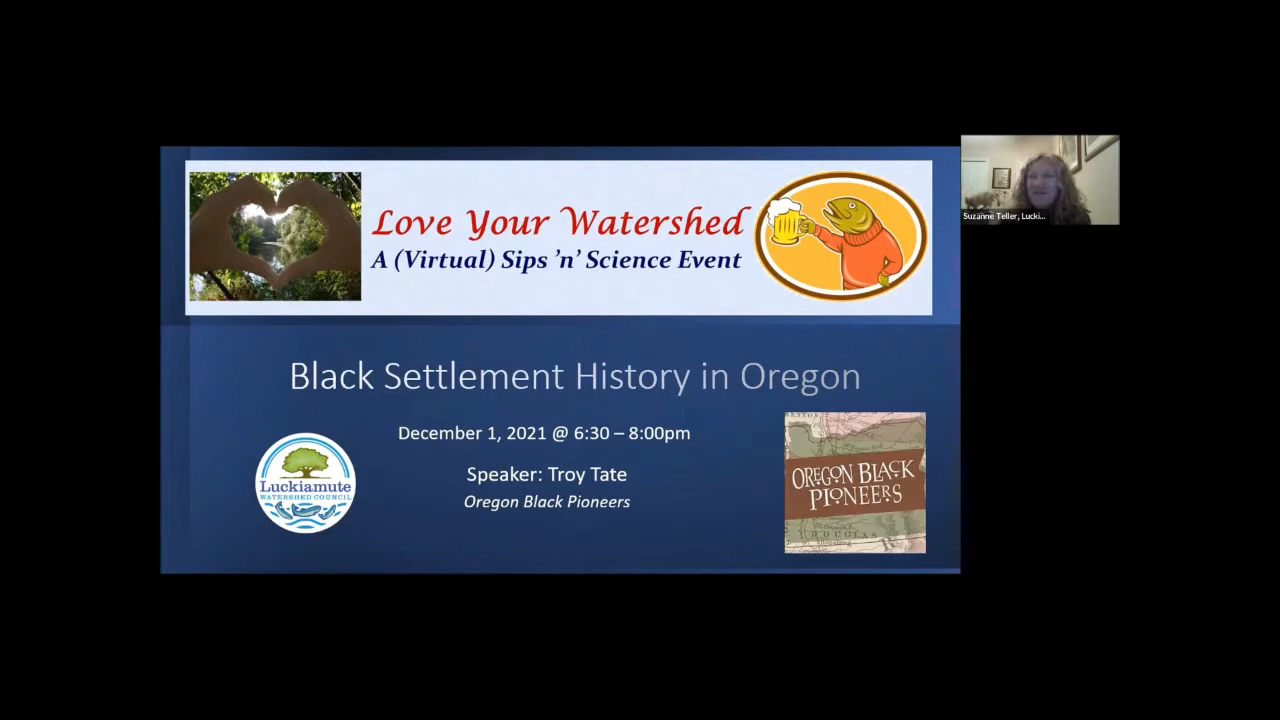 Love Your Watershed
A (Virtual) Sips 'n' Science Event
Suzanne Teller, Lucki...
Black Settlement History in Oregon
December 1, 2021 @ 6:30 – 8:00pm
Speaker: Troy Tate
Oregon Black Pioneers
Luckiamute
WATERSHED COUNCIL
OREGON BLACK
PIONEERS
DOUGLAS